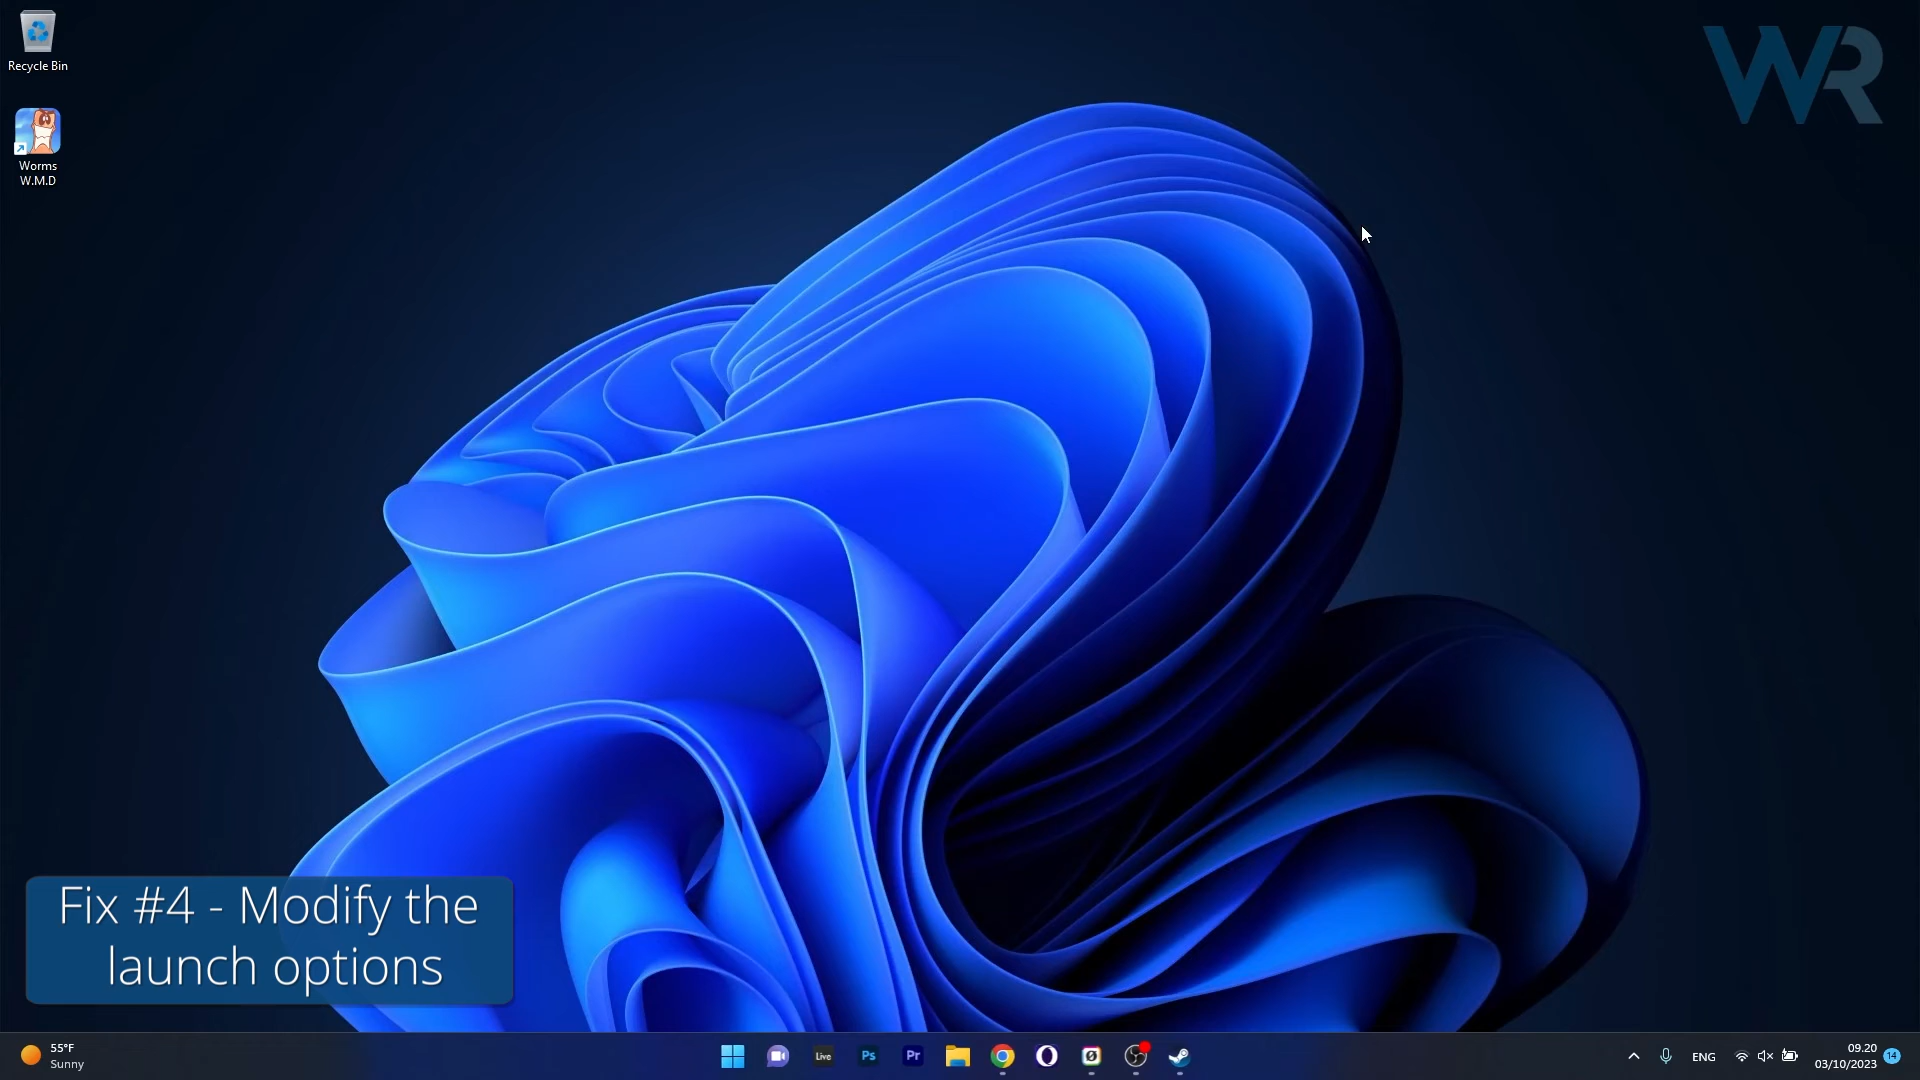 Recycle Bin
WR
Worms
W.M.D
Fix #4 - Modify the
launch options
55°F
Sunny
Live
Ps
Pr
ENG
09.20
03/10/2023
14